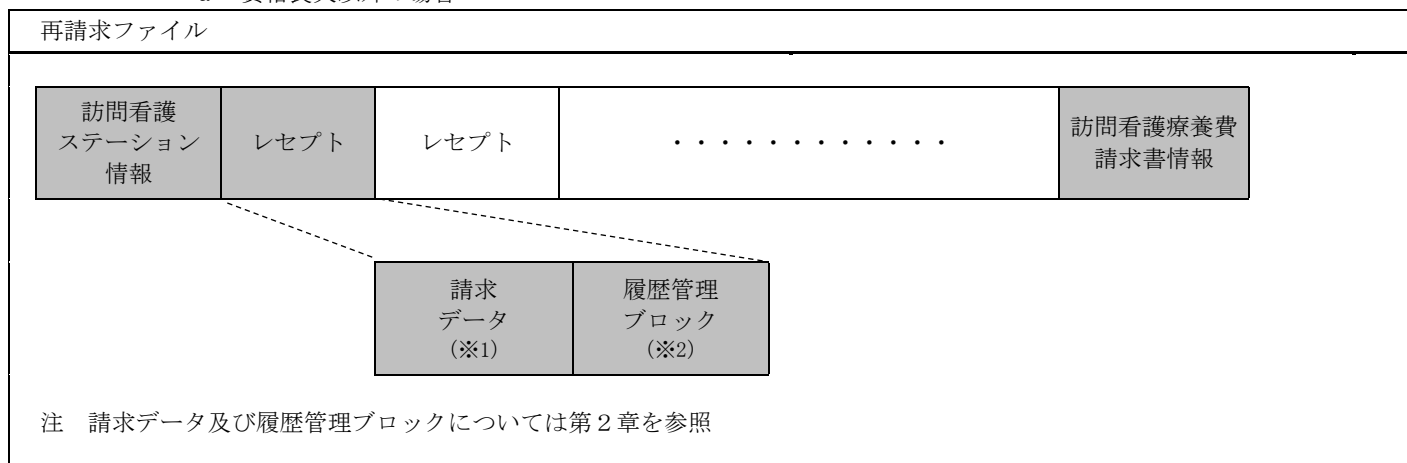 再請求ファイル
訪問看護
ステーション
情報
レセプト
レセプト
・・・・・・・・・・・・
訪問看護療養費
請求書情報
請求
データ
(※1)
履歴管理
ブロック
(※2)
注　請求データ及び履歴管理ブロックについては第２章を参照